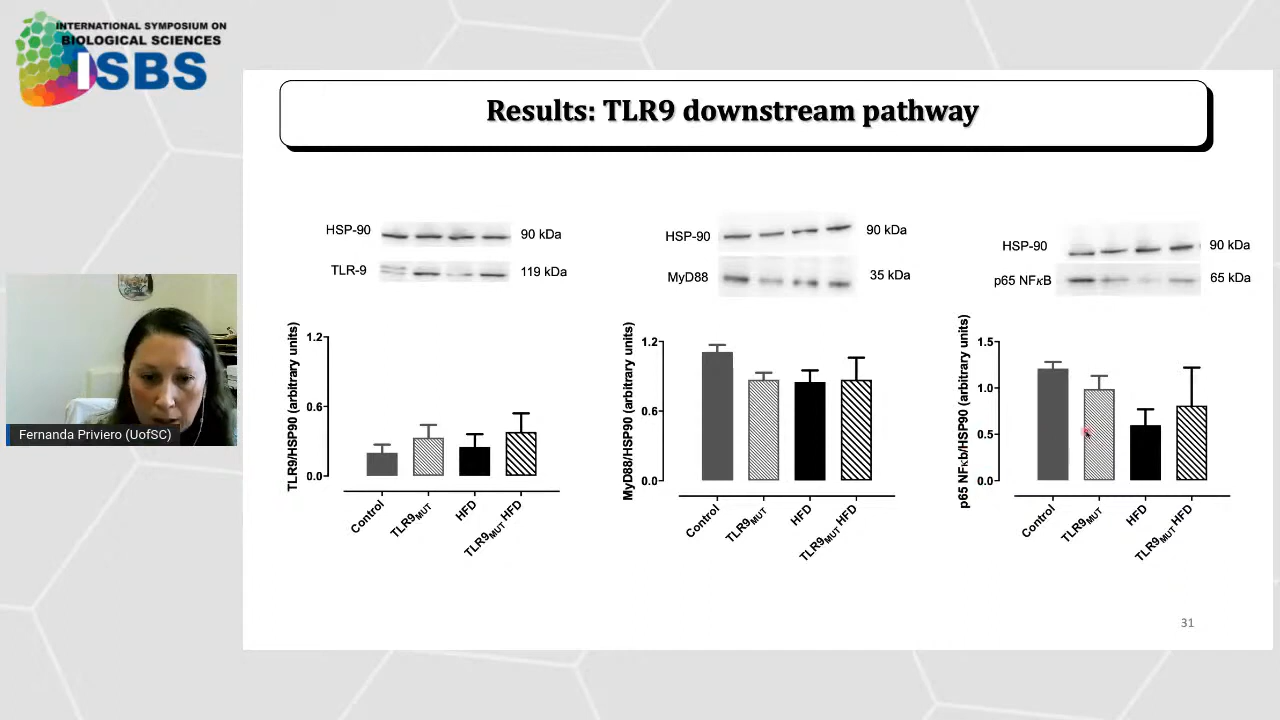 INTERNATIONAL SYMPOSIUM ON
BIOLOGICAL SCIENCES
ISBS
Results: TLR9 downstream pathway
HSP-90
90 kDa
TLR-9
119 kDa
HSP-90
90 kDa
MyD88
35 kDa
HSP-90
90 kDa
p65 NFκB
65 kDa
TLR9/HSP90 (arbitrary units)
1.2
0.6
0.0
Control
TLR9MUT
HFD
TLR9MUT HFD
MyD88/HSP90 (arbitrary units)
1.2
0.6
0.0
Control
TLR9MUT
HFD
TLR9MUT HFD
p65 NFκb/HSP90 (arbitrary units)
1.5
1.0
0.5
0.0
Control
TLR9MUT
HFD
TLR9MUT HFD
Fernanda Priviero (UofSC)
31